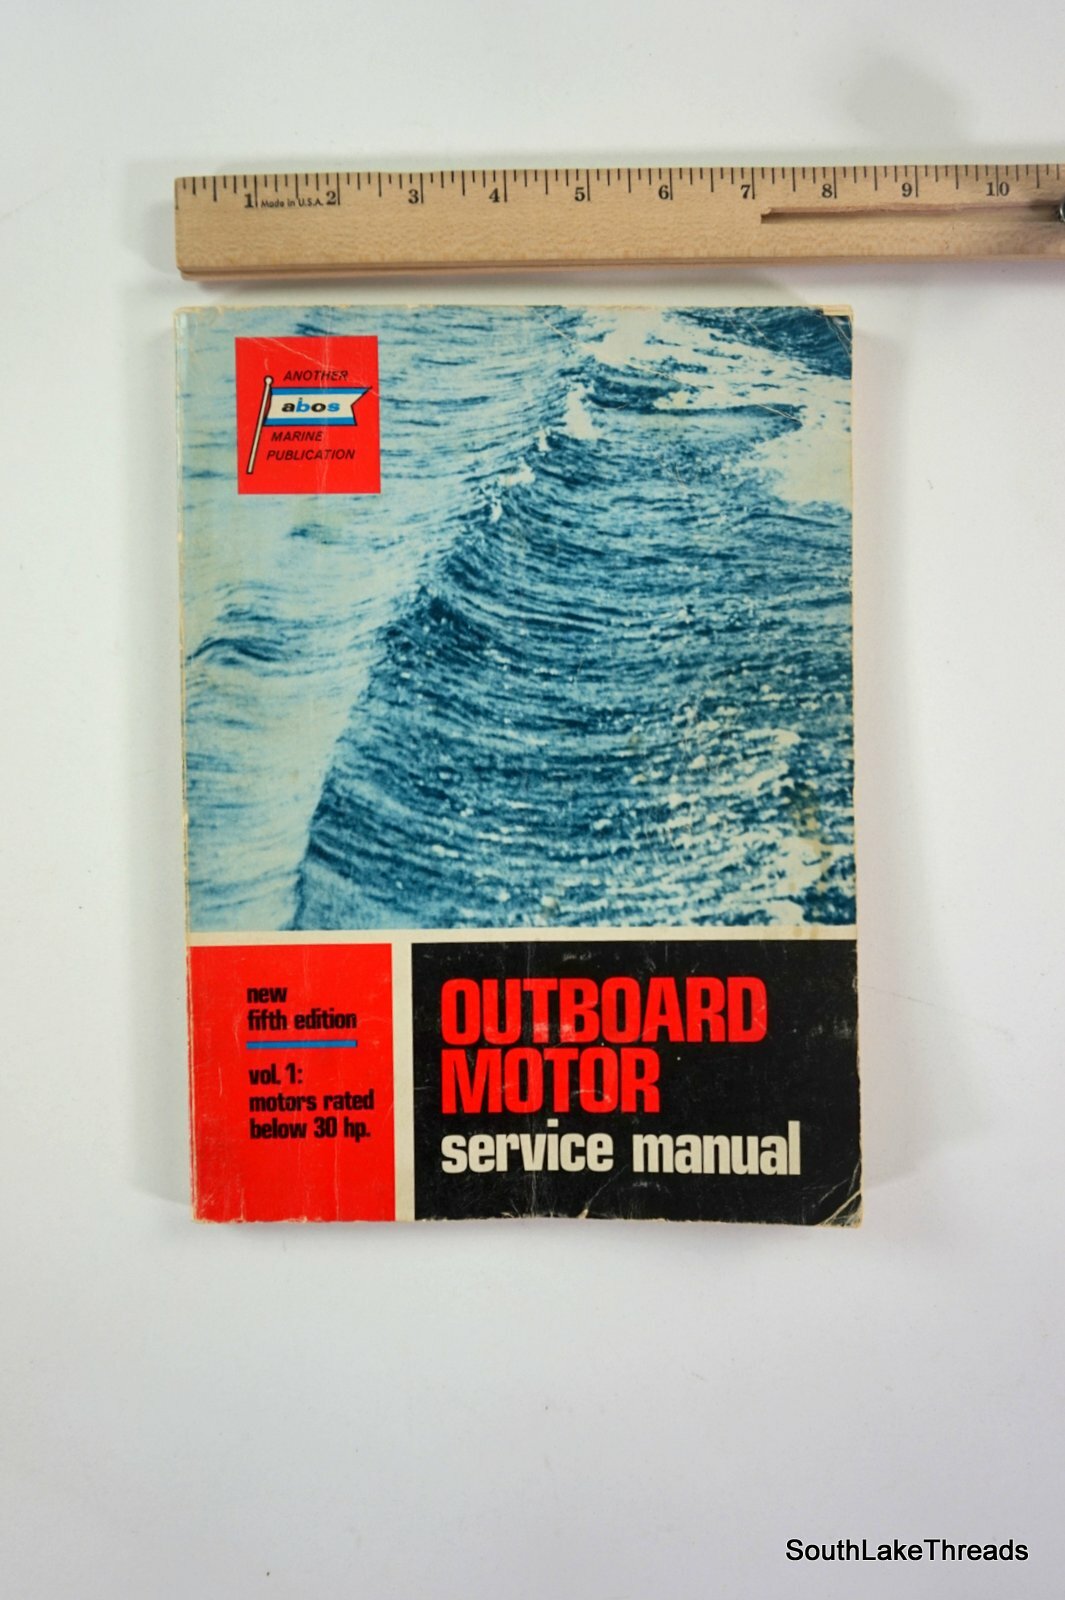 1 Made in U.S.A. 2 3 4 5 6 7 8 9 10
ANOTHER
abos
MARINE
PUBLICATION
new
fifth edition
vol. 1:
motors rated
below 30 hp.
OUTBOARD
MOTOR
service manual
SouthLakeThreads